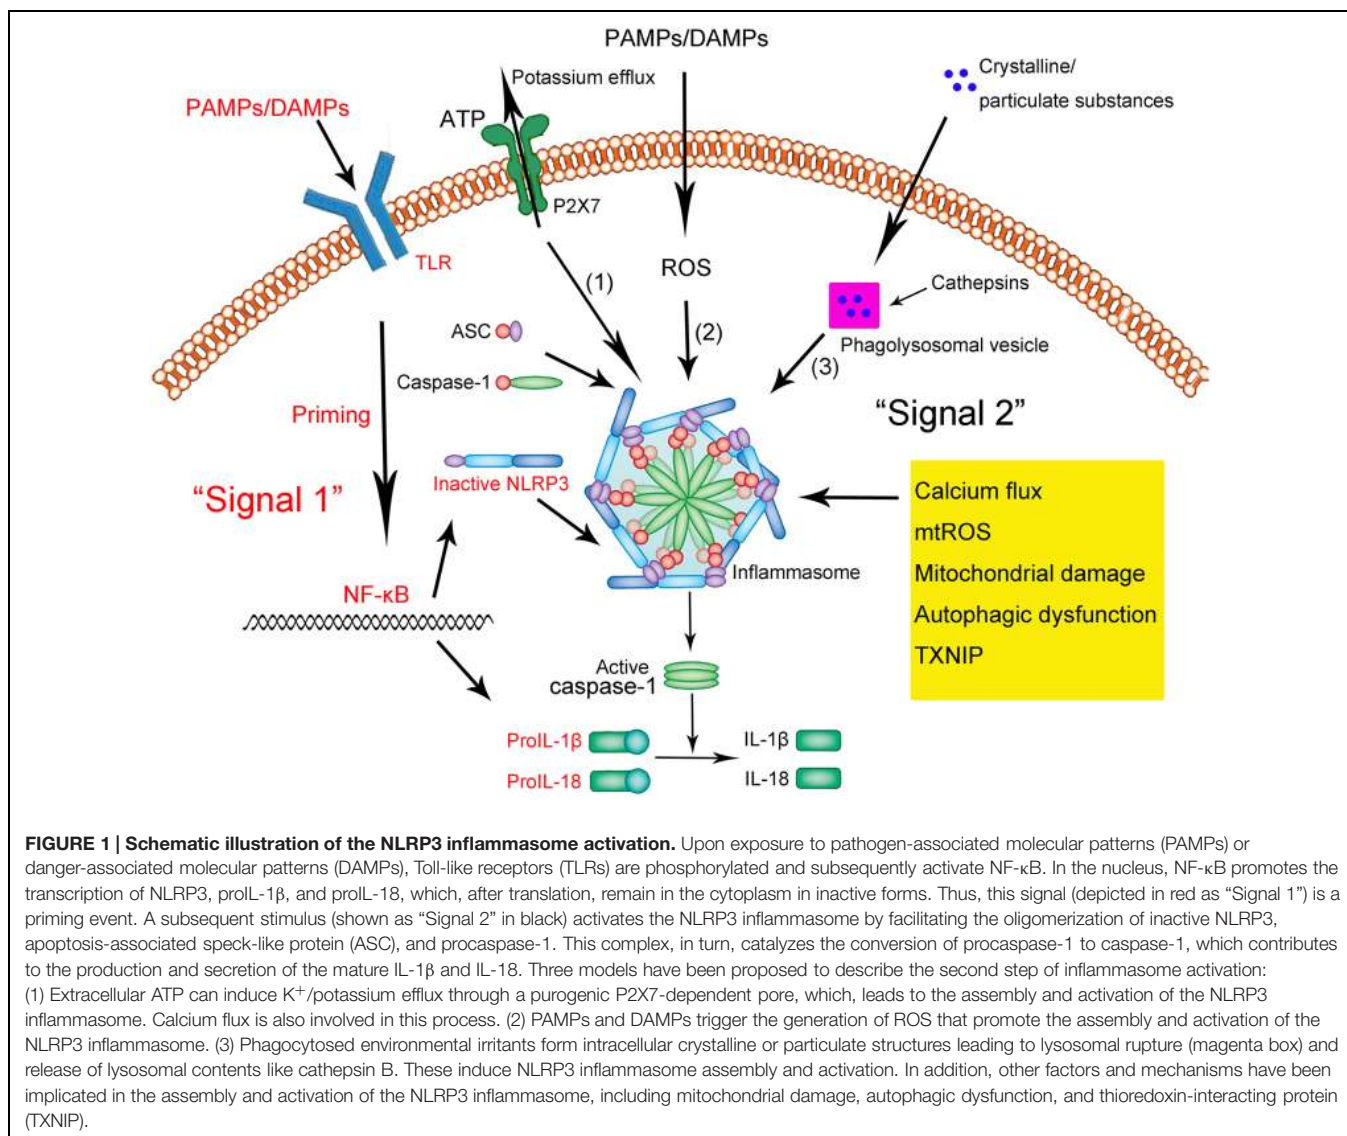 PAMPs/DAMPs
Potassium efflux
Crystalline/
particulate substances
PAMPs/DAMPs
ATP
P2X7
TLR
ROS
(1)
(2)
Cathepsins
Phagolysosomal vesicle
(3)
ASC
Caspase-1
Priming
"Signal 2"
"Signal 1"
Inactive NLRP3
Calcium flux
mtROS
Mitochondrial damage
Autophagic dysfunction
TXNIP
Inflammasome
NF-κB
Active
caspase-1
ProIL-1β
IL-1β
ProIL-18
IL-18
FIGURE 1 | Schematic illustration of the NLRP3 inflammasome activation. Upon exposure to pathogen-associated molecular patterns (PAMPs) or
danger-associated molecular patterns (DAMPs), Toll-like receptors (TLRs) are phosphorylated and subsequently activate NF-κB. In the nucleus, NF-κB promotes the
transcription of NLRP3, proIL-1β, and proIL-18, which, after translation, remain in the cytoplasm in inactive forms. Thus, this signal (depicted in red as "Signal 1") is a
priming event. A subsequent stimulus (shown as "Signal 2" in black) activates the NLRP3 inflammasome by facilitating the oligomerization of inactive NLRP3,
apoptosis-associated speck-like protein (ASC), and procaspase-1. This complex, in turn, catalyzes the conversion of procaspase-1 to caspase-1, which contributes
to the production and secretion of the mature IL-1β and IL-18. Three models have been proposed to describe the second step of inflammasome activation:
(1) Extracellular ATP can induce K⁺/potassium efflux through a purogenic P2X7-dependent pore, which, leads to the assembly and activation of the NLRP3
inflammasome. Calcium flux is also involved in this process. (2) PAMPs and DAMPs trigger the generation of ROS that promote the assembly and activation of the
NLRP3 inflammasome. (3) Phagocytosed environmental irritants form intracellular crystalline or particulate structures leading to lysosomal rupture (magenta box) and
release of lysosomal contents like cathepsin B. These induce NLRP3 inflammasome assembly and activation. In addition, other factors and mechanisms have been
implicated in the assembly and activation of the NLRP3 inflammasome, including mitochondrial damage, autophagic dysfunction, and thioredoxin-interacting protein
(TXNIP).